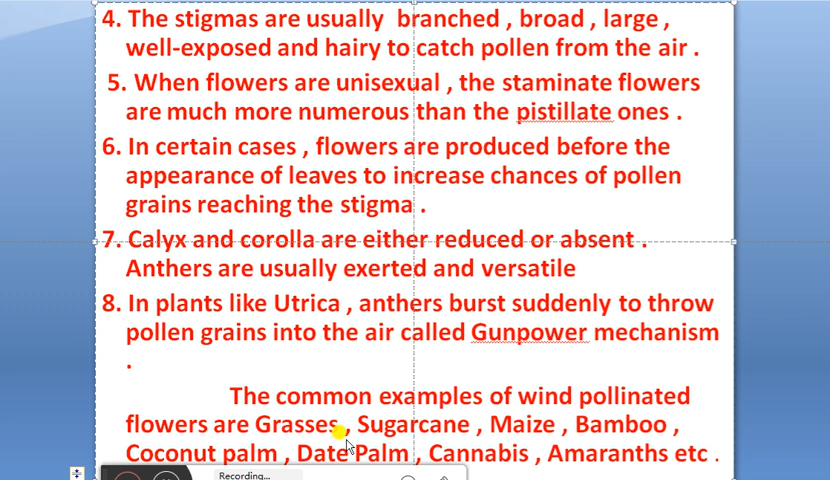 4. The stigmas are usually branched , broad , large ,
well-exposed and hairy to catch pollen from the air .
5. When flowers are unisexual , the staminate flowers
are much more numerous than the pistillate ones .
6. In certain cases , flowers are produced before the
appearance of leaves to increase chances of pollen
grains reaching the stigma .
7. Calyx and corolla are either reduced or absent .
Anthers are usually exerted and versatile
8. In plants like Utrica , anthers burst suddenly to throw
pollen grains into the air called Gunpower mechanism
.
The common examples of wind pollinated
flowers are Grasses , Sugarcane , Maize , Bamboo ,
Coconut palm , Date Palm , Cannabis , Amaranths etc .
Recording...